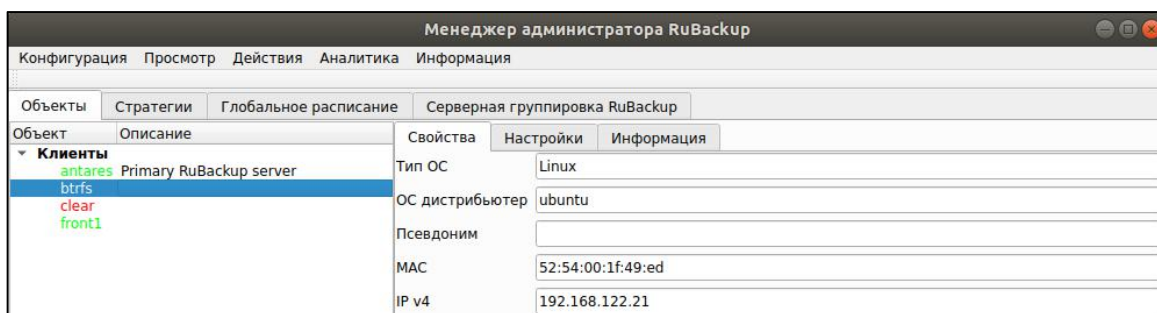 Менеджер администратора RuBackup
Конфигурация Просмотр Действия Аналитика Информация
Объекты Стратегии Глобальное расписание Серверная группировка RuBackup
Объект Описание
Клиенты
antares Primary RuBackup server
btrfs
clear
front1
Свойства Настройки Информация
Тип ОС Linux
ОС дистрибьютер ubuntu
Псевдоним
MAC 52:54:00:1f:49:ed
IP v4 192.168.122.21